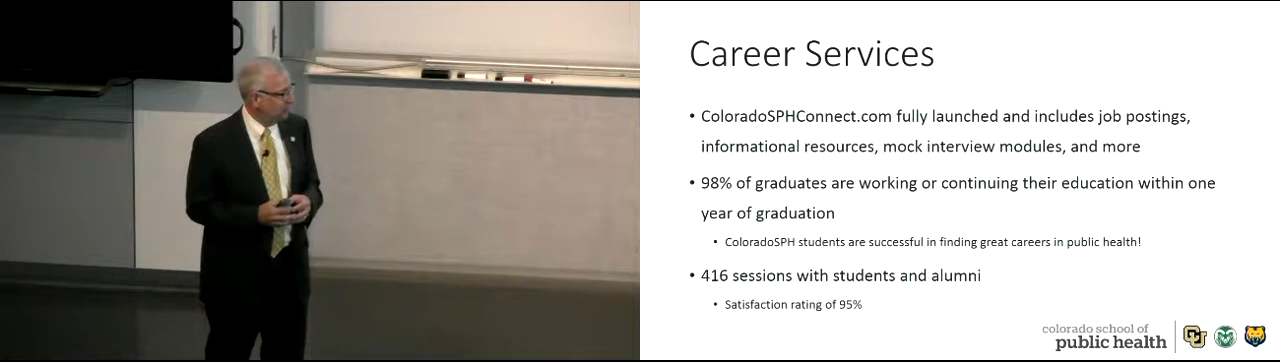 Career Services
• ColoradoSPHConnect.com fully launched and includes job postings,
informational resources, mock interview modules, and more
• 98% of graduates are working or continuing their education within one
year of graduation
• ColoradoSPH students are successful in finding great careers in public health!
• 416 sessions with students and alumni
• Satisfaction rating of 95%
colorado school of
public health
CU